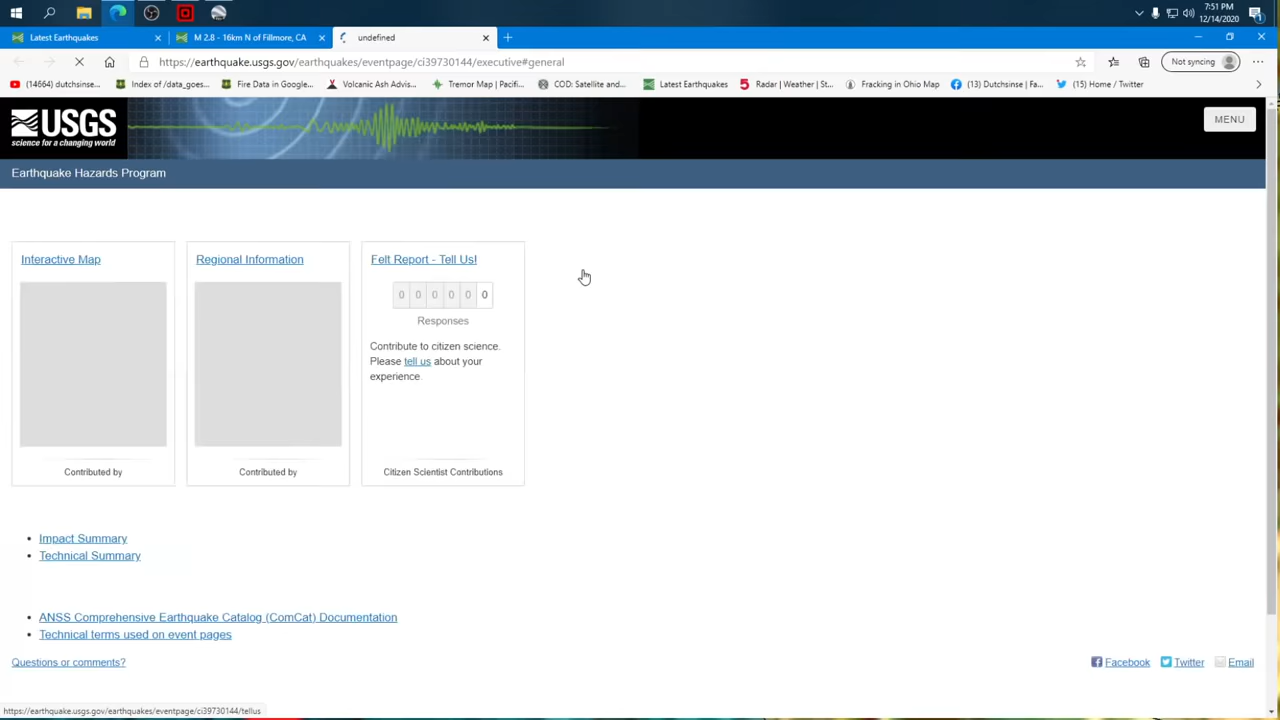 7:51 PM
12/14/2020
1
Latest Earthquakes
M 2.8 - 16km N of Fillmore, CA
undefined
https://earthquake.usgs.gov/earthquakes/eventpage/ci39730144/executive#general
Not syncing
(14664) dutchsinse...
Index of /data_goes...
Fire Data in Google...
Volcanic Ash Advis...
Tremor Map | Pacifi...
COD: Satellite and...
Latest Earthquakes
Radar | Weather | St...
Fracking in Ohio Map
(13) Dutchsinse | Fa...
(15) Home / Twitter
USGS
science for a changing world
MENU
Earthquake Hazards Program
Interactive Map
Regional Information
Felt Report - Tell Us!
0 0 0 0 0 0
Responses
Contribute to citizen science.
Please tell us about your
experience.
Contributed by
Contributed by
Citizen Scientist Contributions
Impact Summary
Technical Summary
ANSS Comprehensive Earthquake Catalog (ComCat) Documentation
Technical terms used on event pages
Questions or comments?
Facebook
Twitter
Email
https://earthquake.usgs.gov/earthquakes/eventpage/ci39730144/tellus